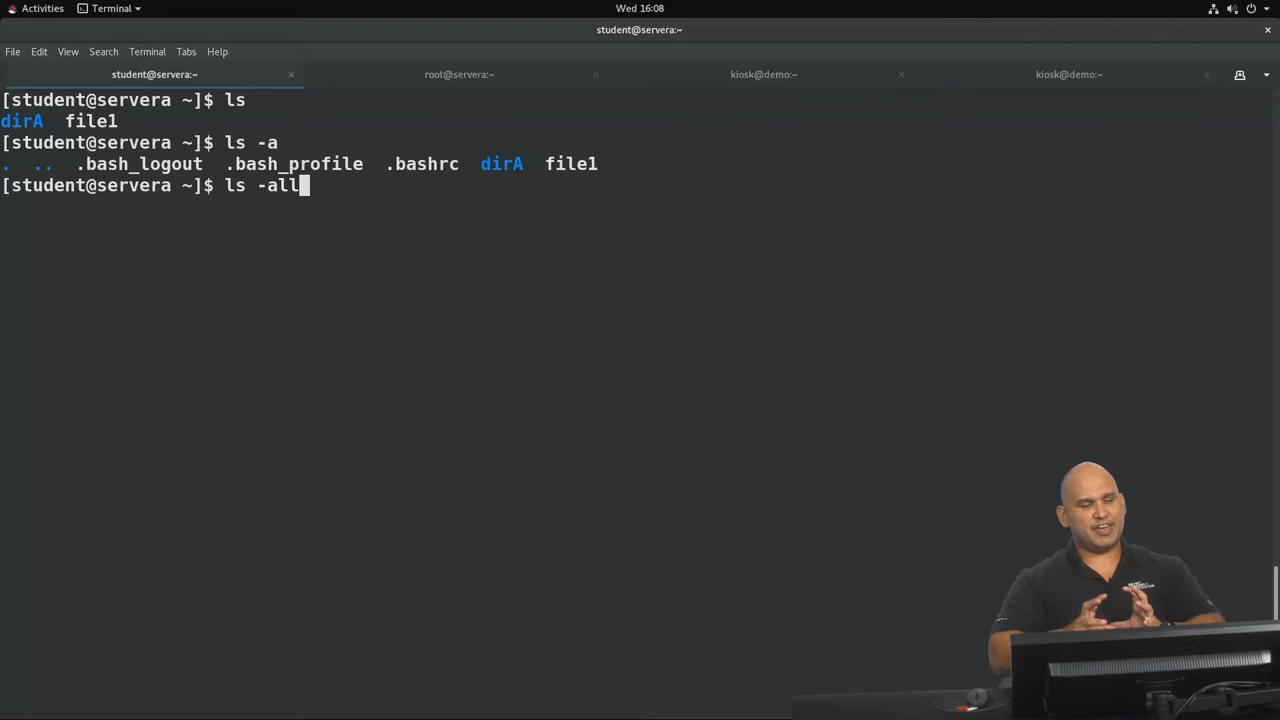 Activities Terminal Wed 16:08
student@servera:~
File Edit View Search Terminal Tabs Help
student@servera:~ root@servera:~ kiosk@demo:~ kiosk@demo:~
[student@servera ~]$ ls
dirA file1
[student@servera ~]$ ls -a
. .. .bash_logout .bash_profile .bashrc dirA file1
[student@servera ~]$ ls -all